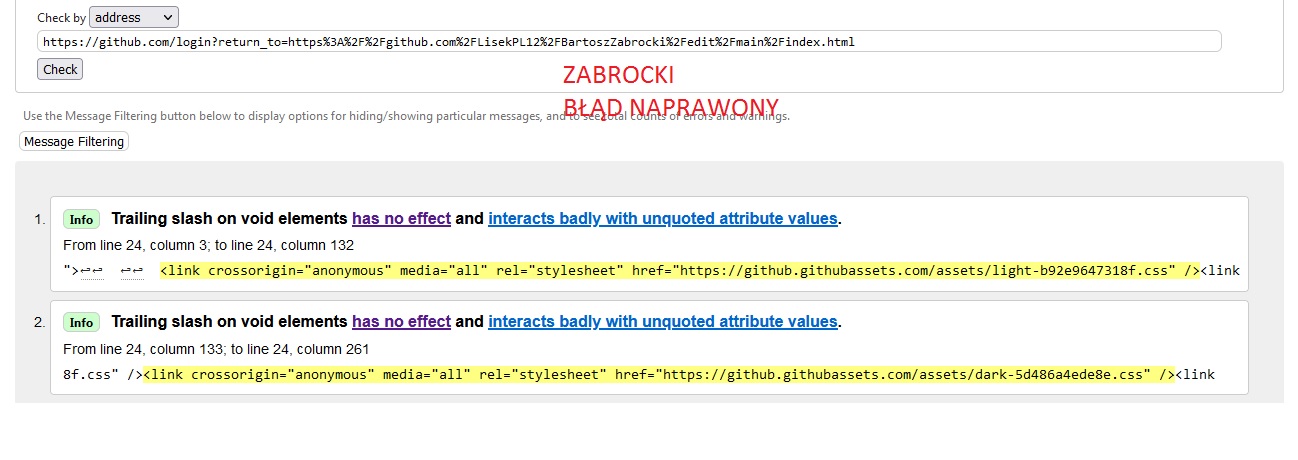 Check by address
https://github.com/login?return_to=https%3A%2F%2Fgithub.com%2FLisekPL12%2FBartoszZabrocki%2Fedit%2Fmain%2Findex.html
Check
ZABROCKI
BŁĄD NAPRAWONY
Use the Message Filtering button below to display options for hiding/showing particular messages, and to see total counts of errors and warnings.
Message Filtering
1. Info Trailing slash on void elements has no effect and interacts badly with unquoted attribute values.
From line 24, column 3; to line 24, column 132
">↩↩ ↩↩ <link crossorigin="anonymous" media="all" rel="stylesheet" href="https://github.githubassets.com/assets/light-b92e9647318f.css" /><link
2. Info Trailing slash on void elements has no effect and interacts badly with unquoted attribute values.
From line 24, column 133; to line 24, column 261
8f.css" /><link crossorigin="anonymous" media="all" rel="stylesheet" href="https://github.githubassets.com/assets/dark-5d486a4ede8e.css" /><link